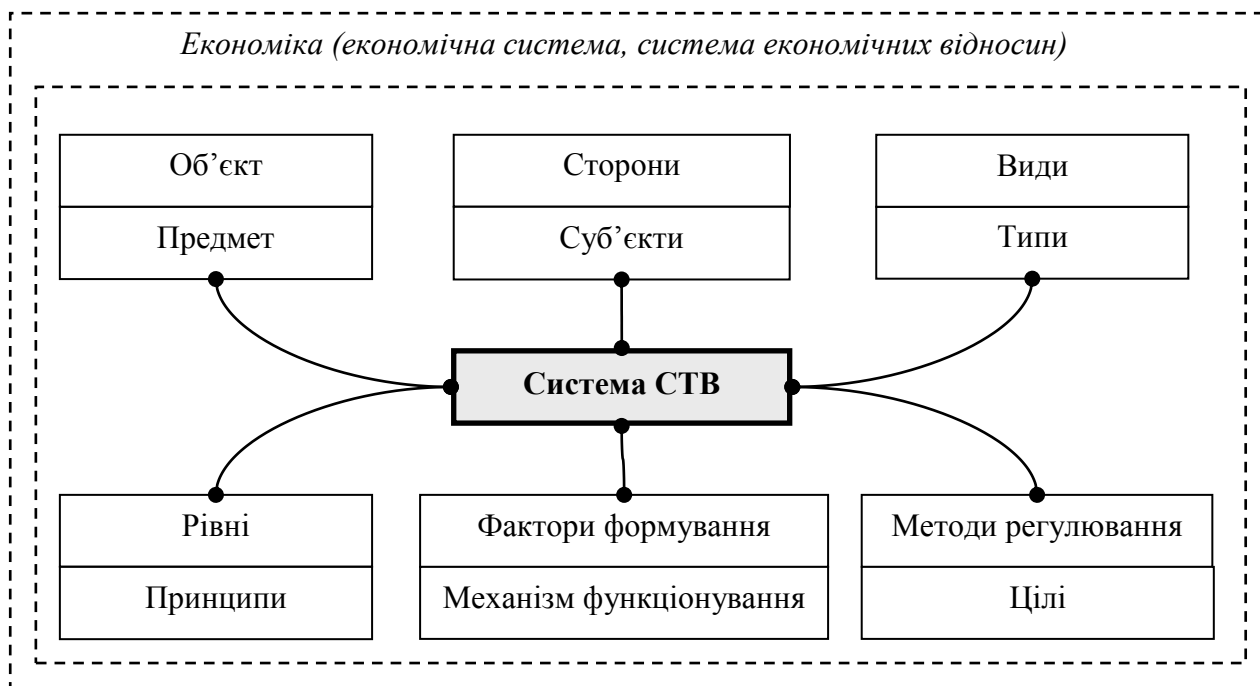 Економіка (економічна система, система економічних відносин)
Об’єкт
Предмет
Сторони
Суб’єкти
Види
Типи
Система СТВ
Рівні
Принципи
Фактори формування
Механізм функціонування
Методи регулювання
Цілі